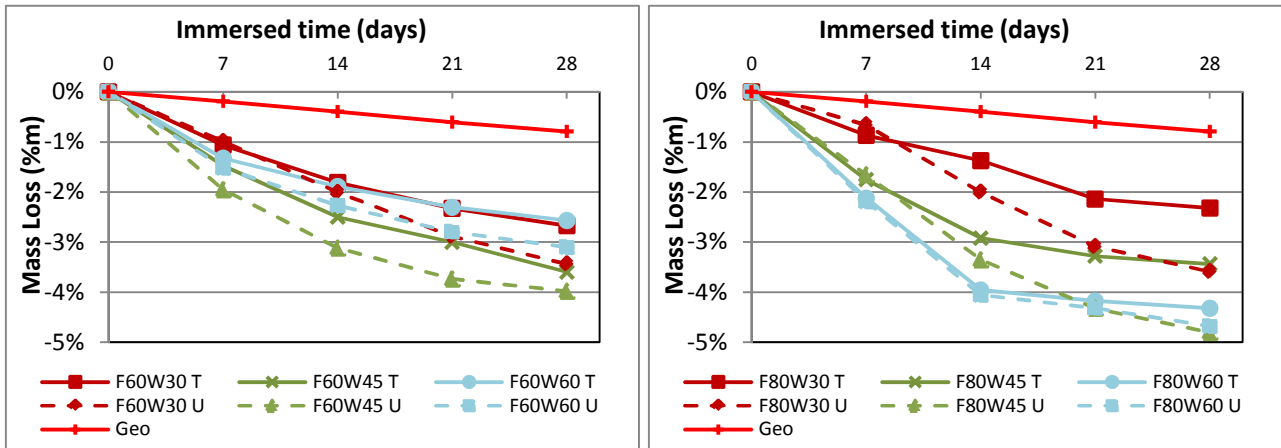 Immersed time (days)
0 7 14 21 28
0%
-1%
-2%
-3%
-4%
-5%
Mass Loss (%m)
F60W30 T F60W45 T F60W60 T
F60W30 U F60W45 U F60W60 U
Geo
Immersed time (days)
0 7 14 21 28
0%
-1%
-2%
-3%
-4%
-5%
Mass Loss (%m)
F80W30 T F80W45 T F80W60 T
F80W30 U F80W45 U F80W60 U
Geo